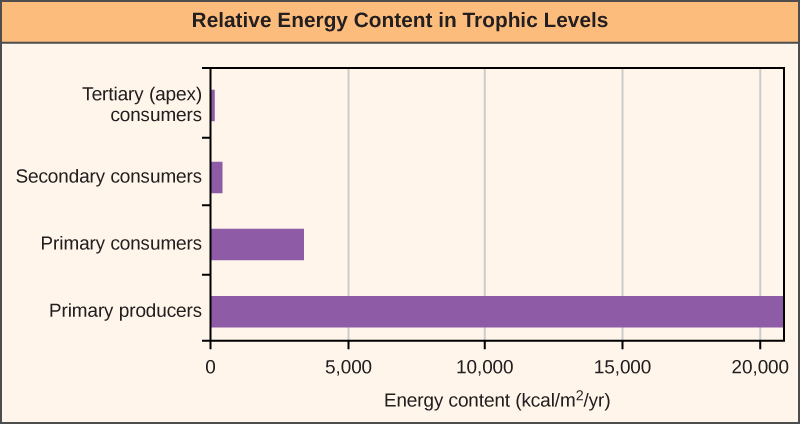 Relative Energy Content in Trophic Levels
Tertiary (apex)
consumers
Secondary consumers
Primary consumers
Primary producers
0 5,000 10,000 15,000 20,000
Energy content (kcal/m²/yr)